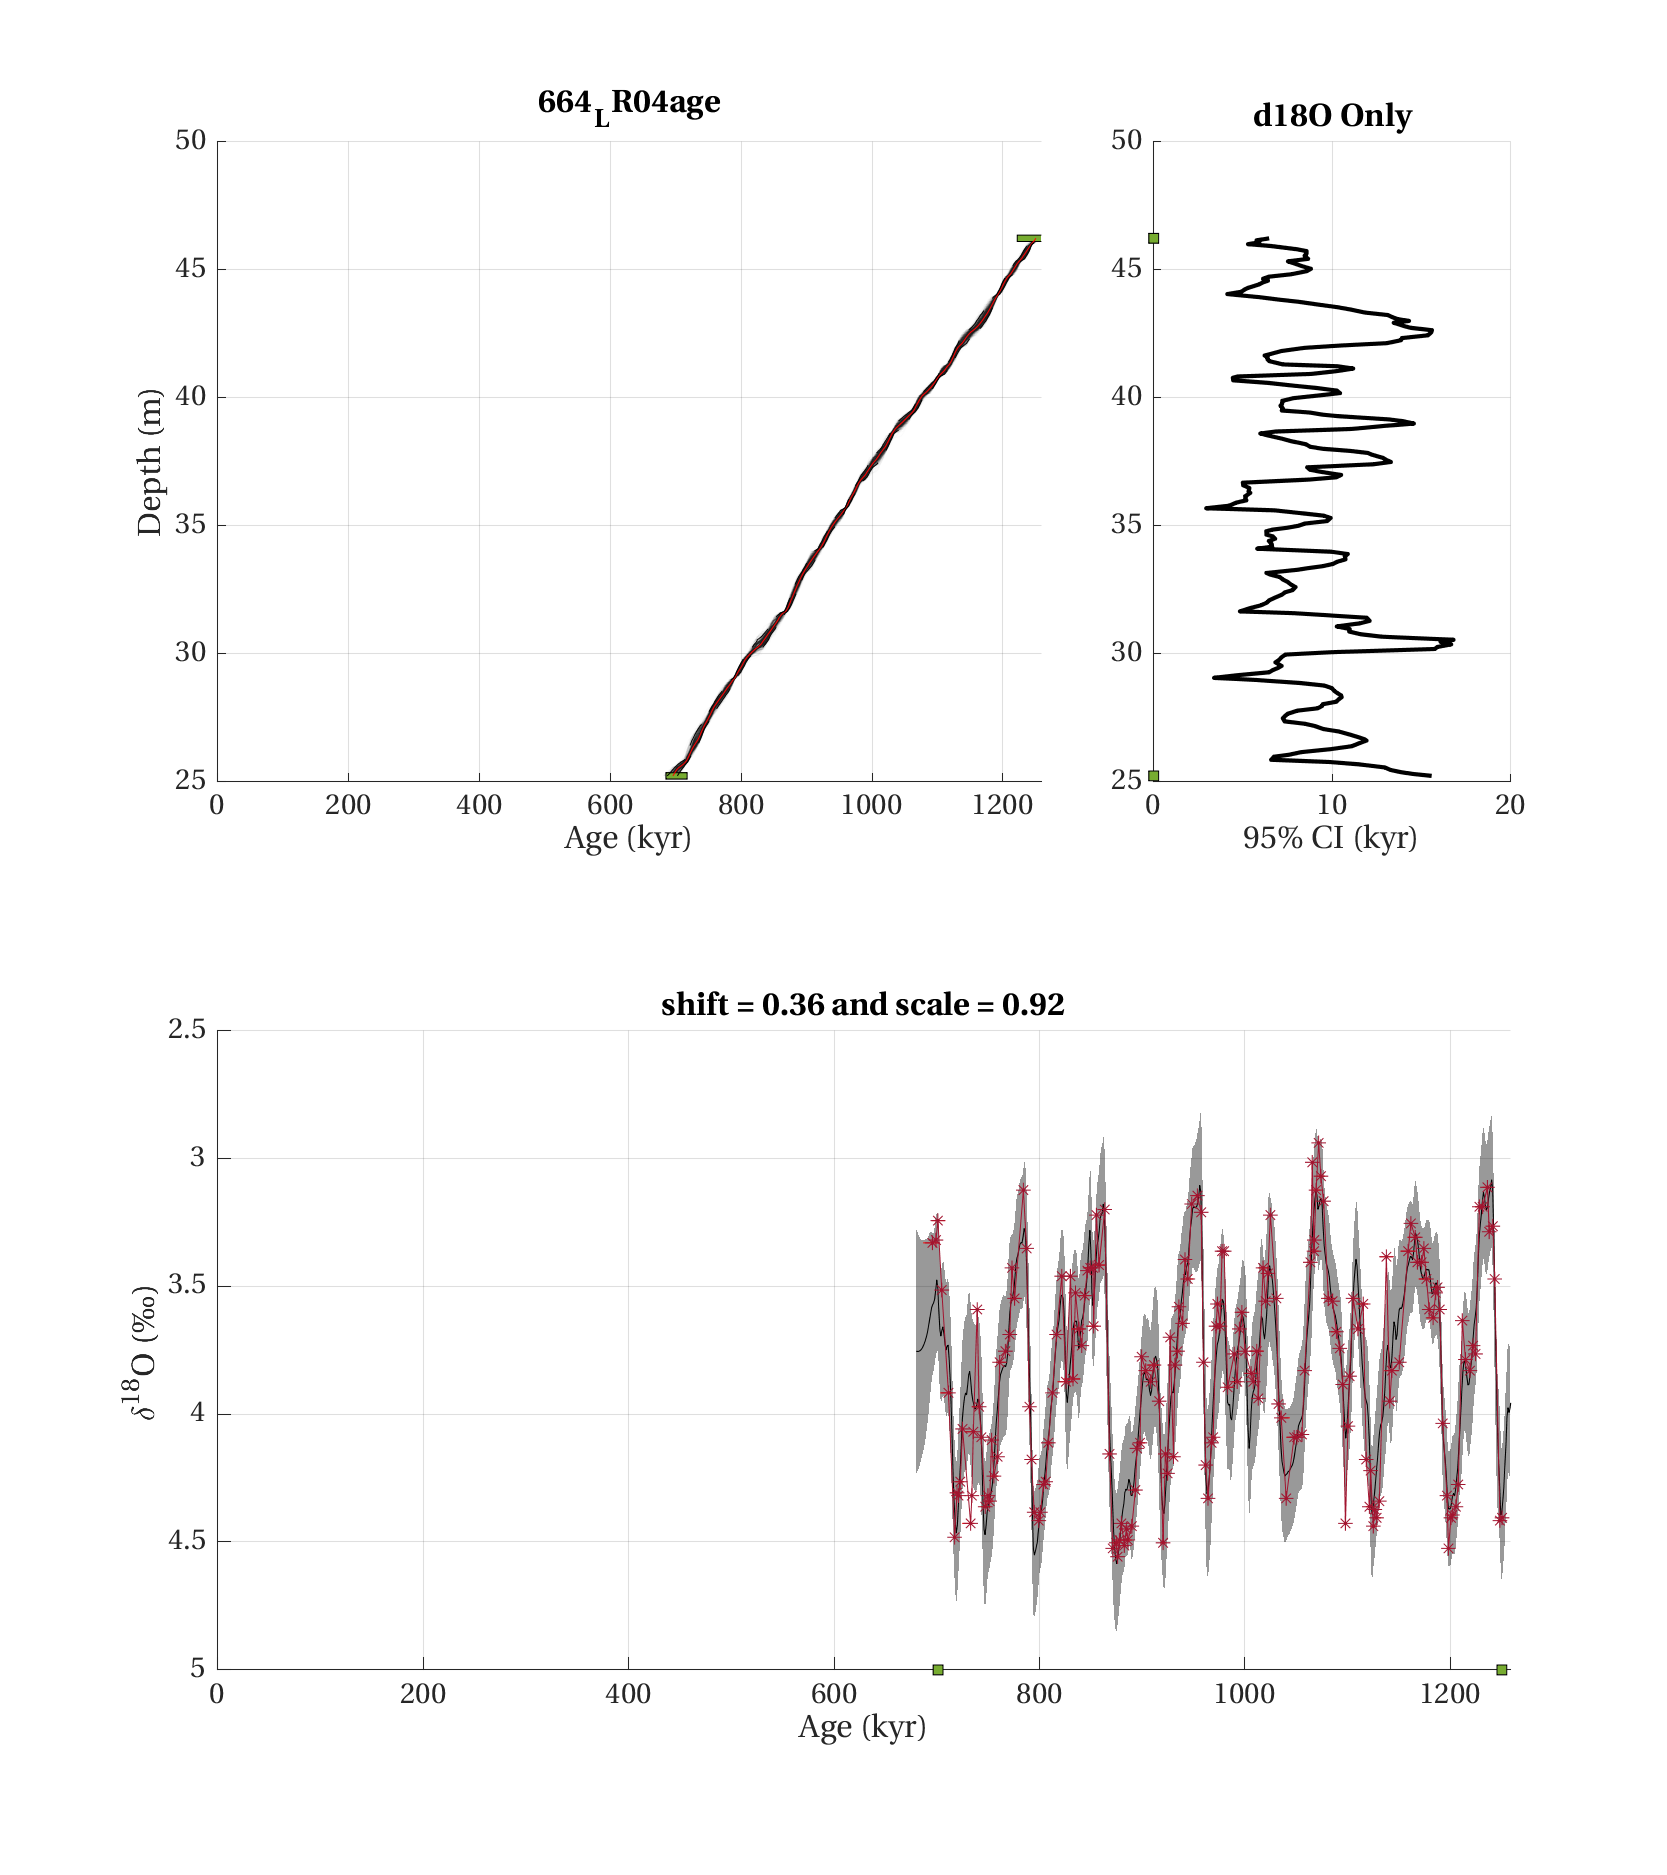 664_LR04age
d18O Only
50
45
40
35
30
25
Depth (m)
0 200 400 600 800 1000 1200
Age (kyr)
50
45
40
35
30
25
0 10 20
95% CI (kyr)
shift = 0.36 and scale = 0.92
2.5
3
3.5
4
4.5
5
δ¹⁸O (‰)
0 200 400 600 800 1000 1200
Age (kyr)